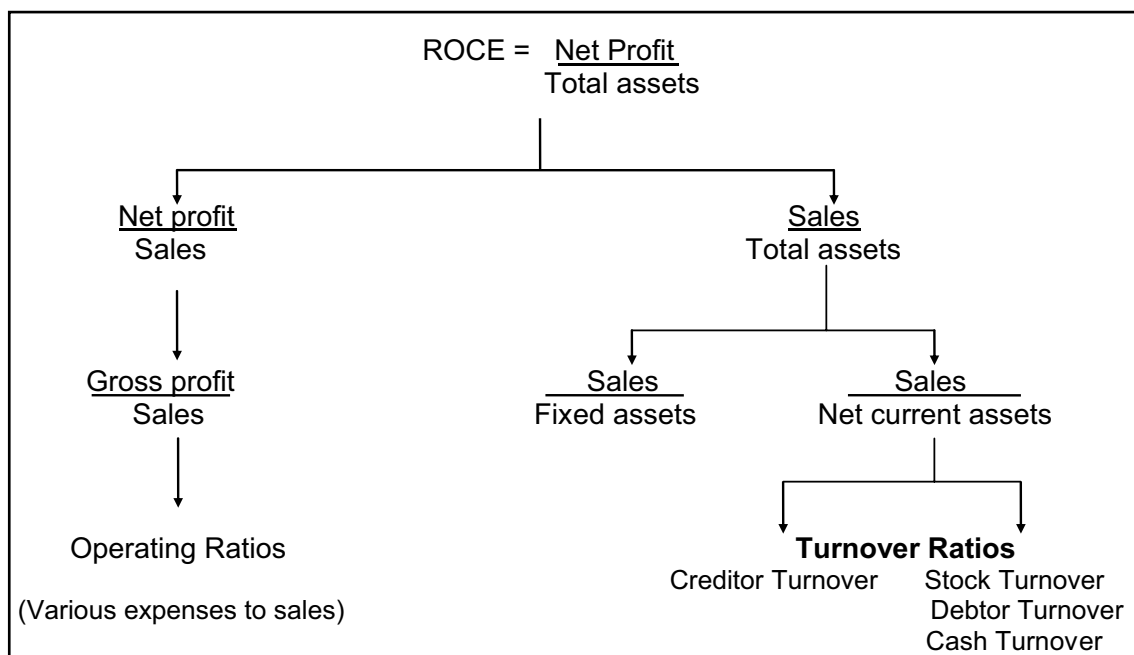 ROCE = Net Profit
Total assets
Net profit
Sales
Sales
Total assets
Gross profit
Sales
Sales
Fixed assets
Sales
Net current assets
Operating Ratios
(Various expenses to sales)
Turnover Ratios
Creditor Turnover
Stock Turnover
Debtor Turnover
Cash Turnover